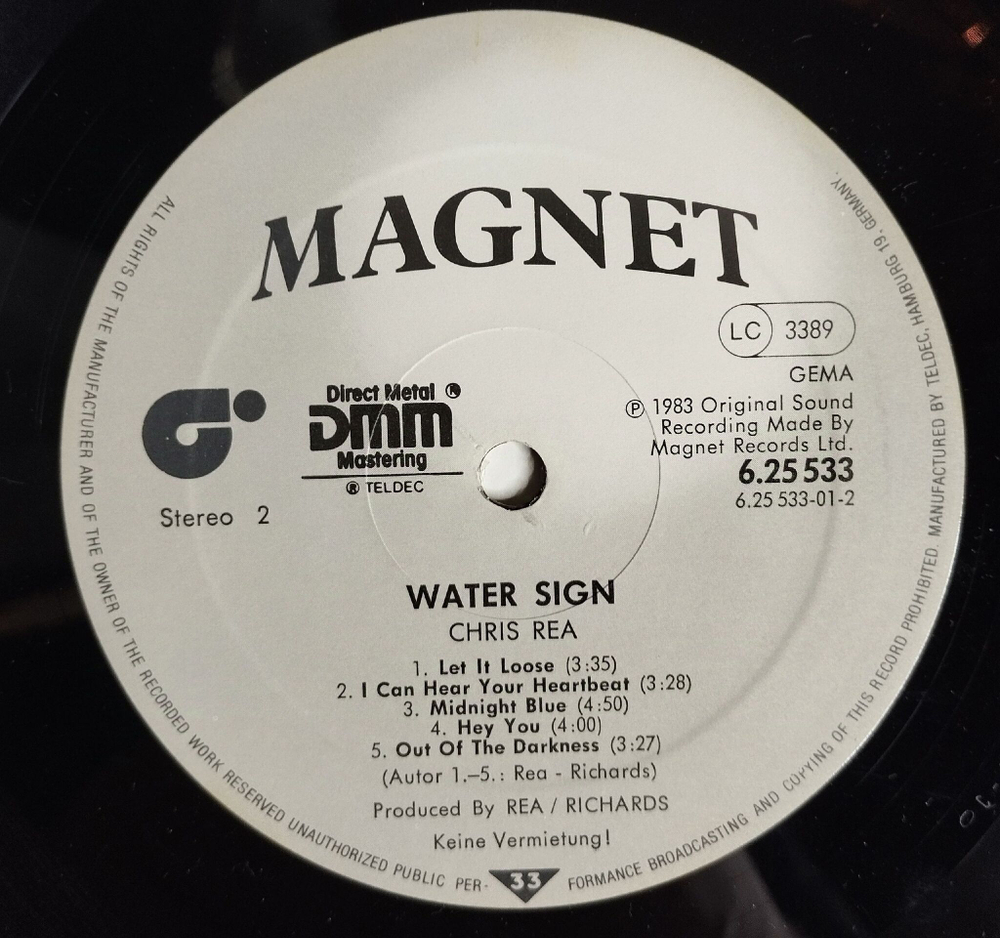 MAGNET
LC 3389
GEMA
Ⓟ 1983 Original Sound
Recording Made By
Magnet Records Ltd.
6.25 533
6.25 533-01-2
Direct Metal ®
DMM
Mastering
® TELDEC
Stereo 2
WATER SIGN
CHRIS REA
1. Let It Loose (3:35)
2. I Can Hear Your Heartbeat (3:28)
3. Midnight Blue (4:50)
4. Hey You (4:00)
5. Out Of The Darkness (3:27)
(Autor 1.–5.: Rea - Richards)
Produced By REA / RICHARDS
Keine Vermietung!
33
ALL RIGHTS OF THE MANUFACTURER AND OF THE OWNER OF THE RECORDED WORK RESERVED UNAUTHORIZED PUBLIC PER- FORMANCE BROADCASTING AND COPYING OF THIS RECORD PROHIBITED. MANUFACTURED BY TELDEC, HAMBURG 19, GERMANY.